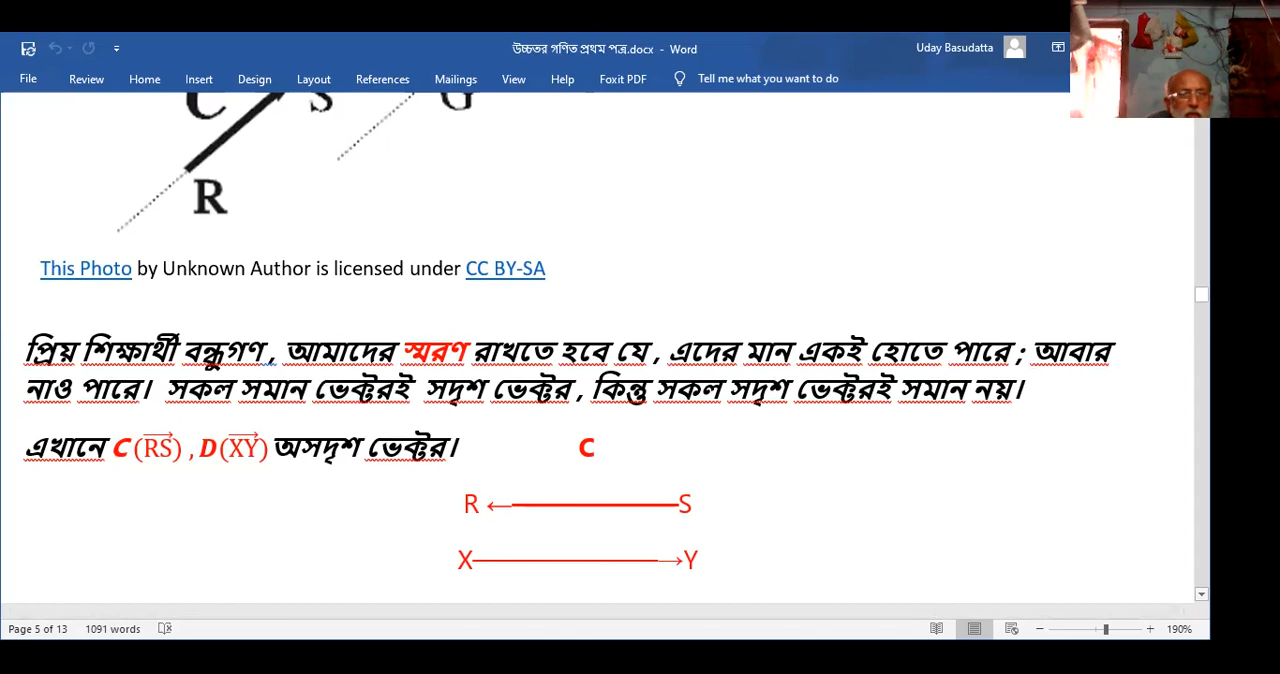 উচ্চতর গণিত প্রথম পত্র.docx - Word
Uday Basudatta
File Review Home Insert Design Layout References Mailings View Help Foxit PDF Tell me what you want to do
C S G
R
This Photo by Unknown Author is licensed under CC BY-SA
প্রিয় শিক্ষার্থী বন্ধুগণ , আমাদের স্মরণ রাখতে হবে যে , এদের মান একই হোতে পারে ; আবার
নাও পারে। সকল সমান ভেক্টরই সদৃশ ভেক্টর , কিন্তু সকল সদৃশ ভেক্টরই সমান নয়।
এখানে C (RS⃗) , D(XY⃗) অসদৃশ ভেক্টর। C
R ← S
X → Y
Page 5 of 13 1091 words 190%